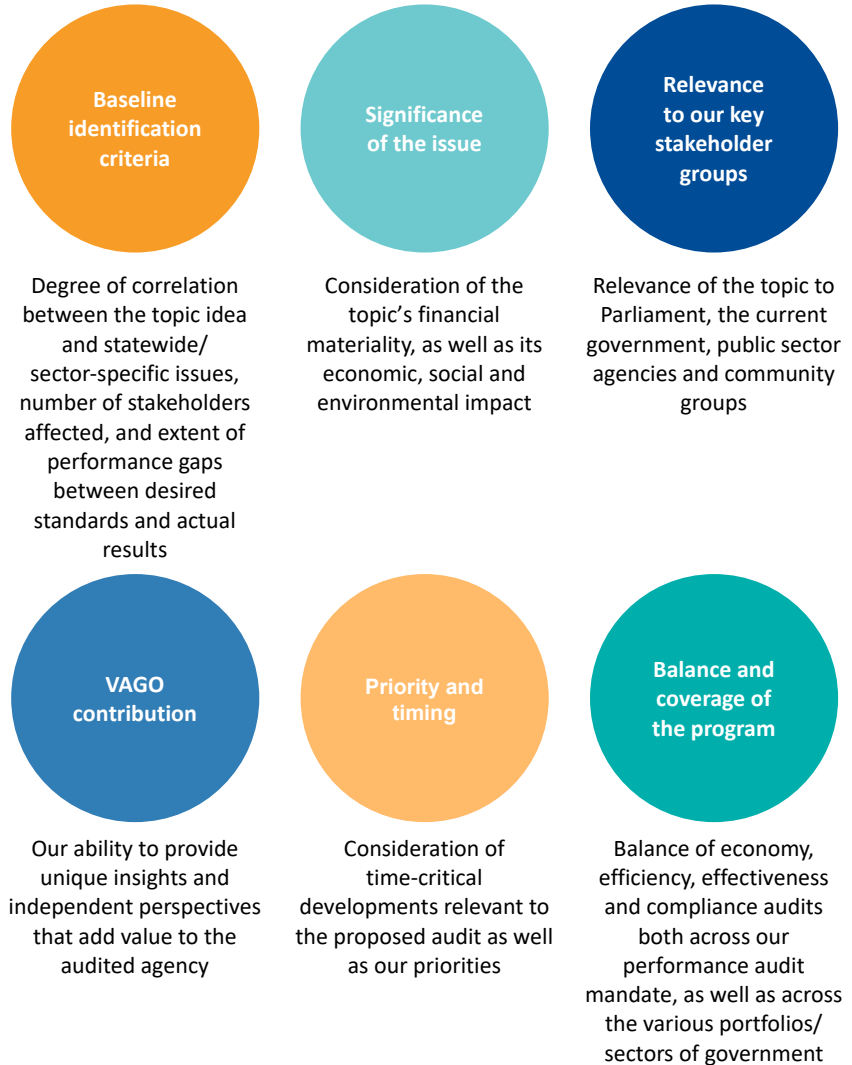 Baseline
identification
criteria
Degree of correlation
between the topic idea
and statewide/
sector-specific issues,
number of stakeholders
affected, and extent of
performance gaps
between desired
standards and actual
results
Significance
of the issue
Consideration of the
topic's financial
materiality, as well as its
economic, social and
environmental impact
Relevance
to our key
stakeholder
groups
Relevance of the topic to
Parliament, the current
government, public sector
agencies and community
groups
VAGO
contribution
Our ability to provide
unique insights and
independent perspectives
that add value to the
audited agency
Priority and
timing
Consideration of
time-critical
developments relevant to
the proposed audit as well
as our priorities
Balance and
coverage of
the program
Balance of economy,
efficiency, effectiveness
and compliance audits
both across our
performance audit
mandate, as well as across
the various portfolios/
sectors of government